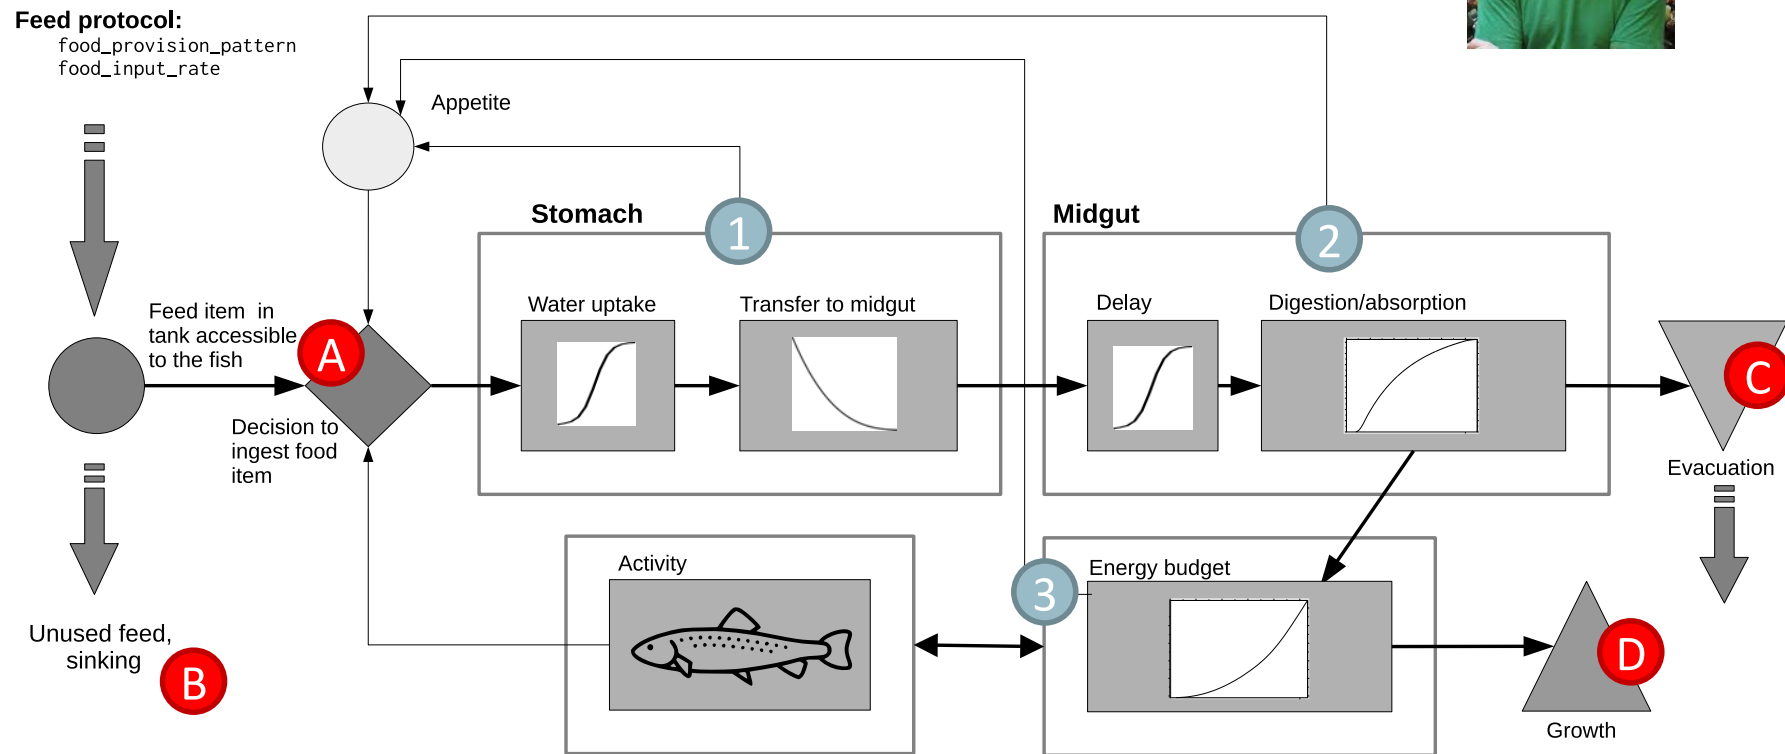 Feed protocol:
food_provision_pattern
food_input_rate
Appetite
Stomach
1
Midgut
2
Water uptake
Transfer to midgut
Delay
Digestion/absorption
Feed item in
tank accessible
to the fish
A
C
Decision to
ingest food
item
Evacuation
Activity
3
Energy budget
Unused feed,
sinking
B
D
Growth